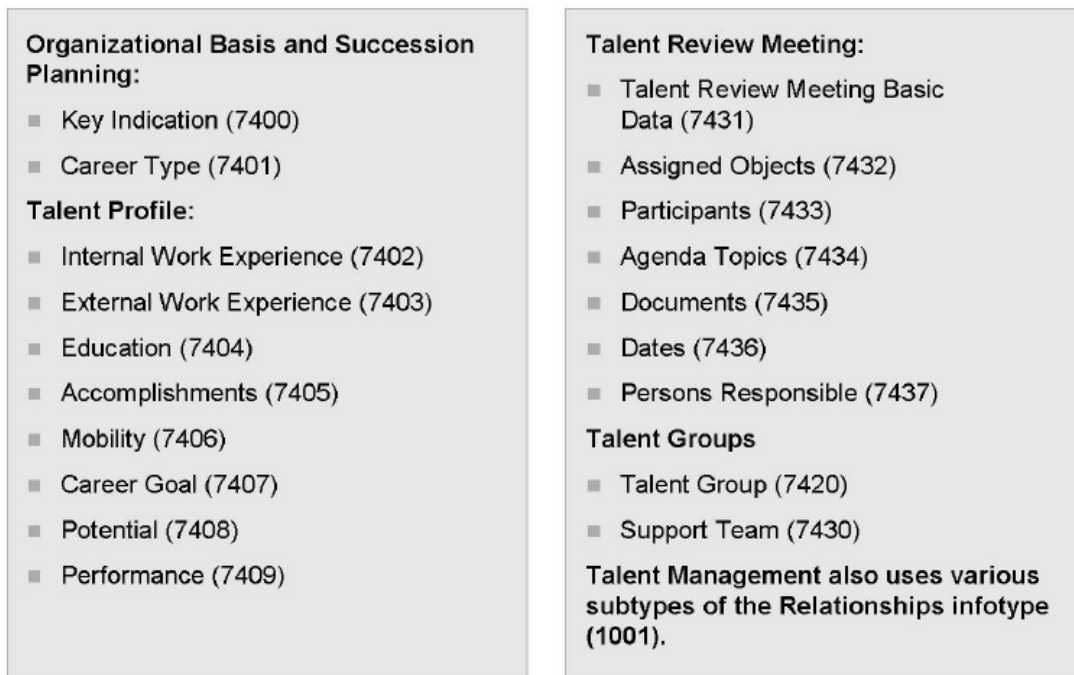 Organizational Basis and Succession
Planning:
Key Indication (7400)
Career Type (7401)
Talent Profile:
Internal Work Experience (7402)
External Work Experience (7403)
Education (7404)
Accomplishments (7405)
Mobility (7406)
Career Goal (7407)
Potential (7408)
Performance (7409)
Talent Review Meeting:
Talent Review Meeting Basic
Data (7431)
Assigned Objects (7432)
Participants (7433)
Agenda Topics (7434)
Documents (7435)
Dates (7436)
Persons Responsible (7437)
Talent Groups
Talent Group (7420)
Support Team (7430)
Talent Management also uses various
subtypes of the Relationships infotype
(1001).